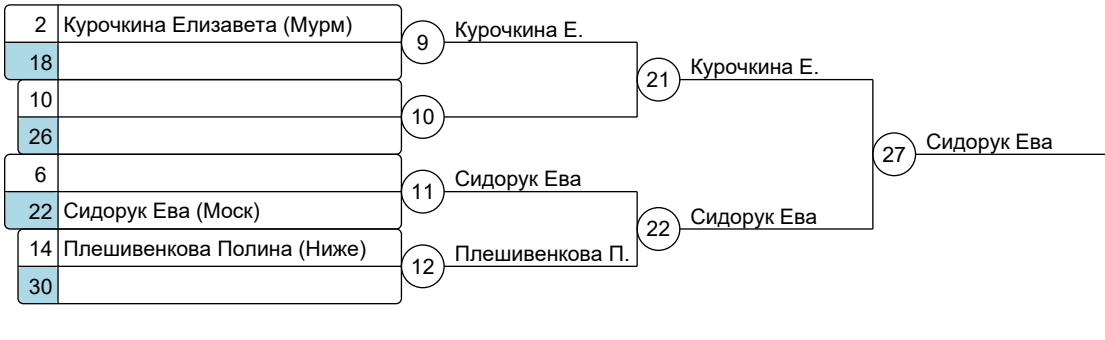 2 Курочкина Елизавета (Мурм)
18
9 Курочкина Е.
10
26
10
21 Курочкина Е.
6
22 Сидорук Ева (Моск)
11 Сидорук Ева
14 Плешивенкова Полина (Ниже)
30
12 Плешивенкова П.
22 Сидорук Ева
27 Сидорук Ева